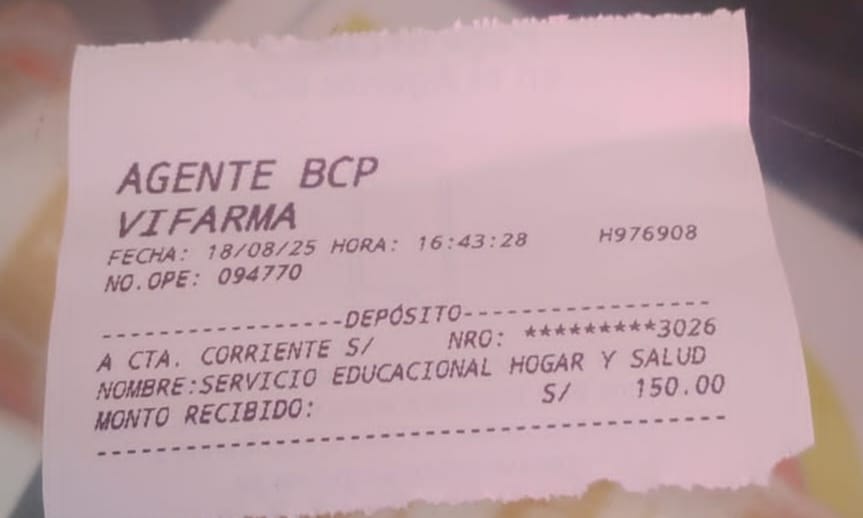 AGENTE BCP
VIFARMA
FECHA: 18/08/25 HORA: 16:43:28 H976908
NO.OPE: 094770
-----------------DEPÓSITO-----------------
A CTA. CORRIENTE S/ NRO: *********3026
NOMBRE:SERVICIO EDUCACIONAL HOGAR Y SALUD
MONTO RECIBIDO: S/ 150.00
------------------------------------------